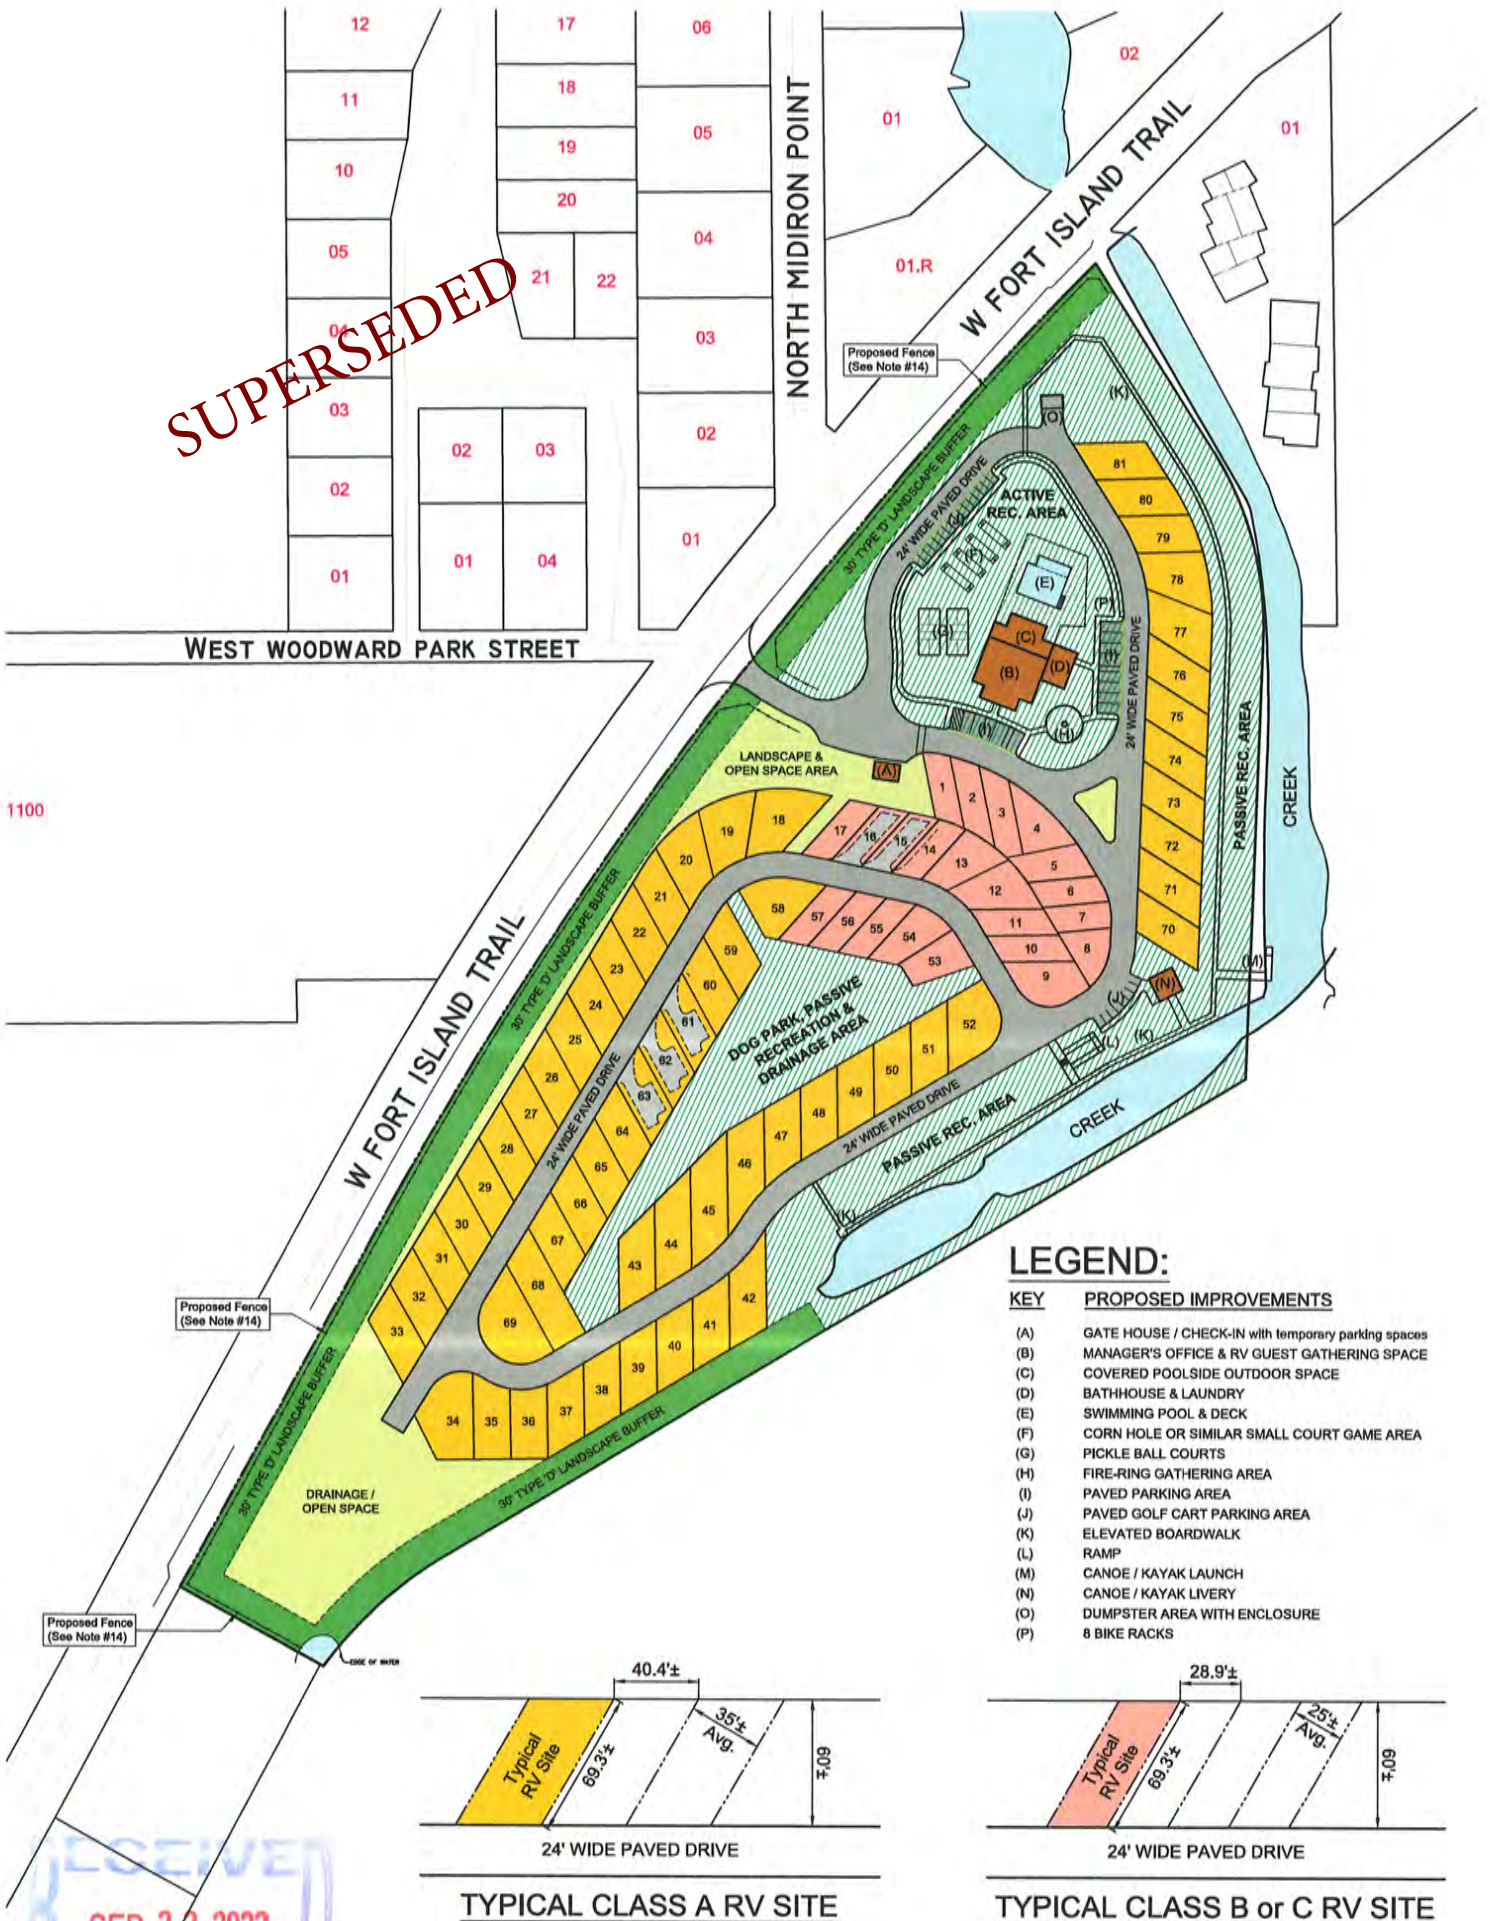 12
17
06
02
11
18
01
05
01
10
19
20
05
04
01.R
21
22
04
03
03
02
02
03
02
01
01
04
01
SUPERSEDED
NORTH MIDIRON POINT
W FORT ISLAND TRAIL
WEST WOODWARD PARK STREET
1100
W FORT ISLAND TRAIL
Proposed Fence
(See Note #14)
30' TYPE 'D' LANDSCAPE BUFFER
24' WIDE PAVED DRIVE
ACTIVE
REC. AREA
(O)
(K)
(J)
(F)
(E)
(G)
(P)
(C)
(B)
(D)
(I)
(H)
(I)
24' WIDE PAVED DRIVE
81
80
79
78
77
76
75
74
73
72
71
70
PASSIVE REC. AREA
CREEK
LANDSCAPE &
OPEN SPACE AREA
(A)
1
2
3
4
5
6
7
8
9
10
11
12
13
14
15
16
17
18
19
20
21
22
23
24
25
26
27
28
29
30
31
32
33
30' TYPE 'D' LANDSCAPE BUFFER
24' WIDE PAVED DRIVE
58
57
56
55
54
53
59
60
61
62
63
64
65
66
67
68
69
DOG PARK, PASSIVE
RECREATION &
DRAINAGE AREA
52
51
50
49
48
47
46
45
44
43
42
41
40
39
38
37
36
35
34
24' WIDE PAVED DRIVE
PASSIVE REC. AREA
CREEK
(M)
(N)
(L)
(K)
(K)
Proposed Fence
(See Note #14)
30' TYPE 'D' LANDSCAPE BUFFER
30' TYPE 'D' LANDSCAPE BUFFER
DRAINAGE /
OPEN SPACE
Proposed Fence
(See Note #14)
EDGE OF WATER
LEGEND:
KEY PROPOSED IMPROVEMENTS
(A) GATE HOUSE / CHECK-IN with temporary parking spaces
(B) MANAGER'S OFFICE & RV GUEST GATHERING SPACE
(C) COVERED POOLSIDE OUTDOOR SPACE
(D) BATHHOUSE & LAUNDRY
(E) SWIMMING POOL & DECK
(F) CORN HOLE OR SIMILAR SMALL COURT GAME AREA
(G) PICKLE BALL COURTS
(H) FIRE-RING GATHERING AREA
(I) PAVED PARKING AREA
(J) PAVED GOLF CART PARKING AREA
(K) ELEVATED BOARDWALK
(L) RAMP
(M) CANOE / KAYAK LAUNCH
(N) CANOE / KAYAK LIVERY
(O) DUMPSTER AREA WITH ENCLOSURE
(P) 8 BIKE RACKS
40.4'±
Typical
RV Site
69.3'±
35'±
Avg.
60'±
24' WIDE PAVED DRIVE
TYPICAL CLASS A RV SITE
28.9'±
Typical
RV Site
69.3'±
25'±
Avg.
60'±
24' WIDE PAVED DRIVE
TYPICAL CLASS B or C RV SITE